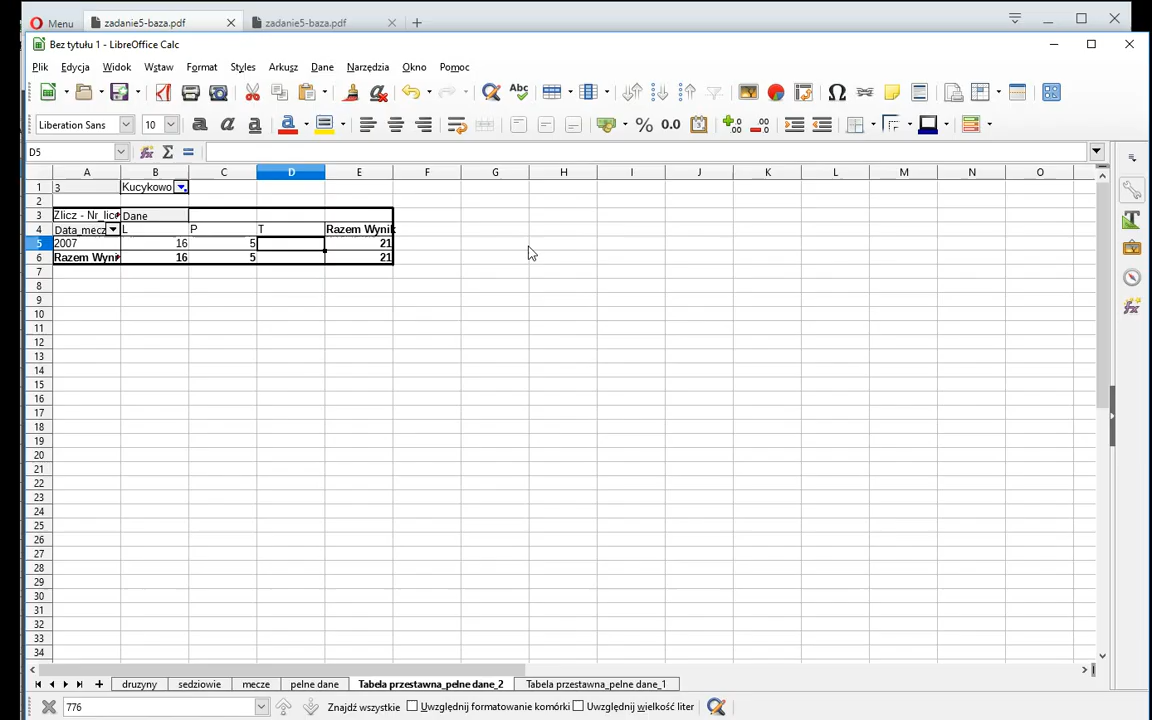 Menu zadanie5-baza.pdf zadanie5-baza.pdf
Bez tytułu 1 - LibreOffice Calc
Plik Edycja Widok Wstaw Format Styles Arkusz Dane Narzędzia Okno Pomoc
Liberation Sans 10
D5
A B C D E F G H I J K L M N O
1 3 Kucykowo
2
3 Zlicz - Nr_lice Dane
4 Data_mecz L P T Razem Wynik
5 2007 16 5 21
6 Razem Wyni 16 5 21
7
8
9
10
11
12
13
14
15
16
17
18
19
20
21
22
23
24
25
26
27
28
29
30
31
32
33
34
druzyny sedziowie mecze pelne dane Tabela przestawna_pelne dane_2 Tabela przestawna_pelne dane_1
776 Znajdź wszystkie Uwzględnij formatowanie komórki Uwzględnij wielkość liter